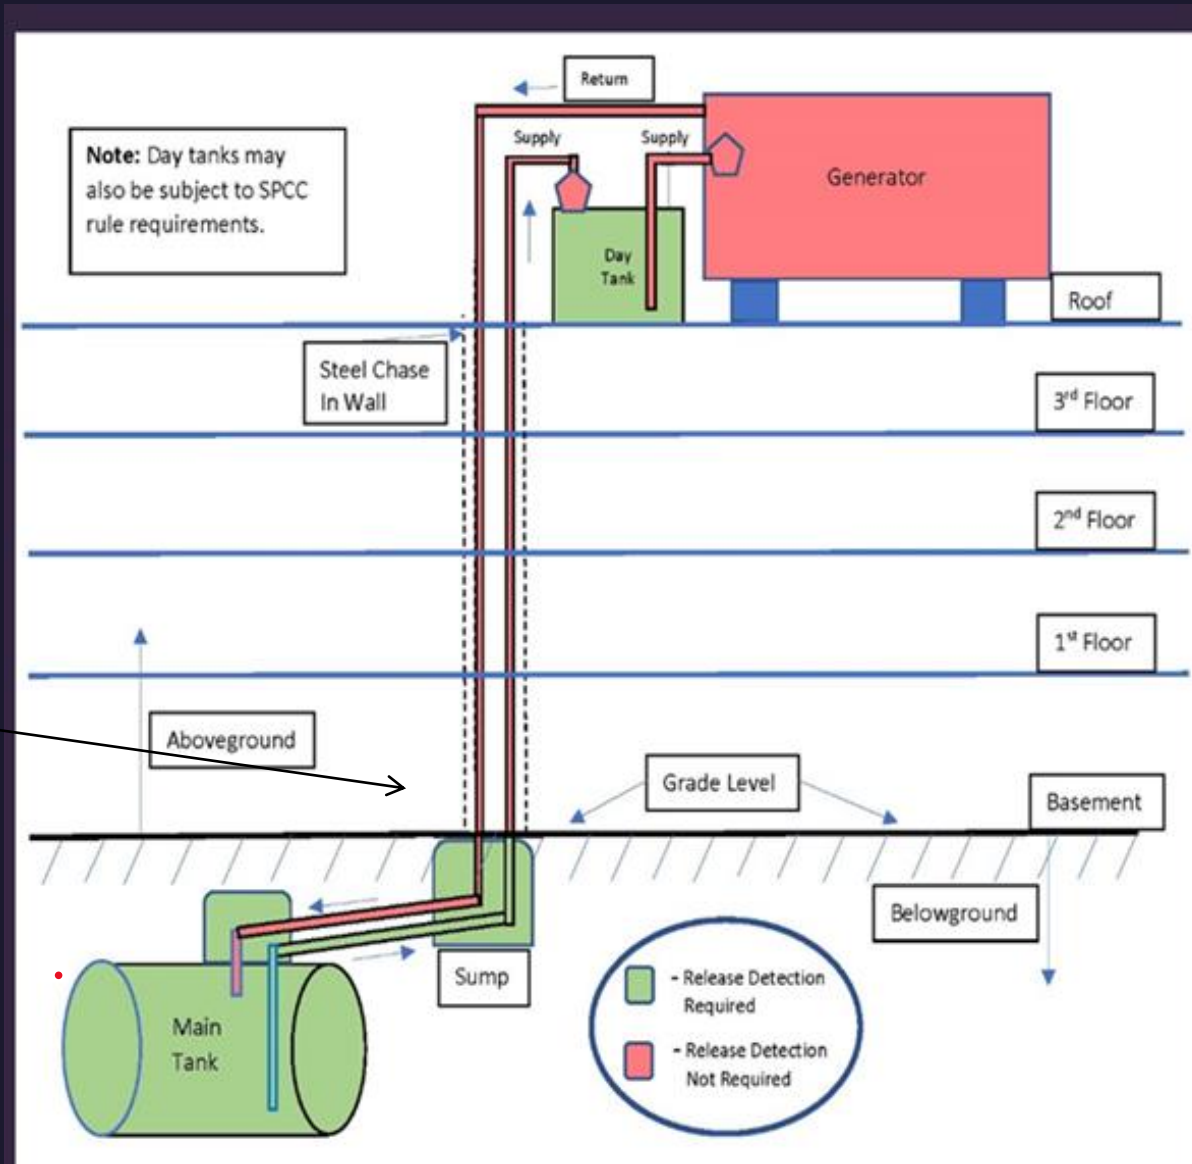 Return
Note: Day tanks may
also be subject to SPCC
rule requirements.
Supply
Supply
Generator
Day
Tank
Roof
Steel Chase
In Wall
3rd Floor
2nd Floor
1st Floor
Aboveground
Grade Level
Basement
Belowground
Sump
Main
Tank
- Release Detection
Required
- Release Detection
Not Required